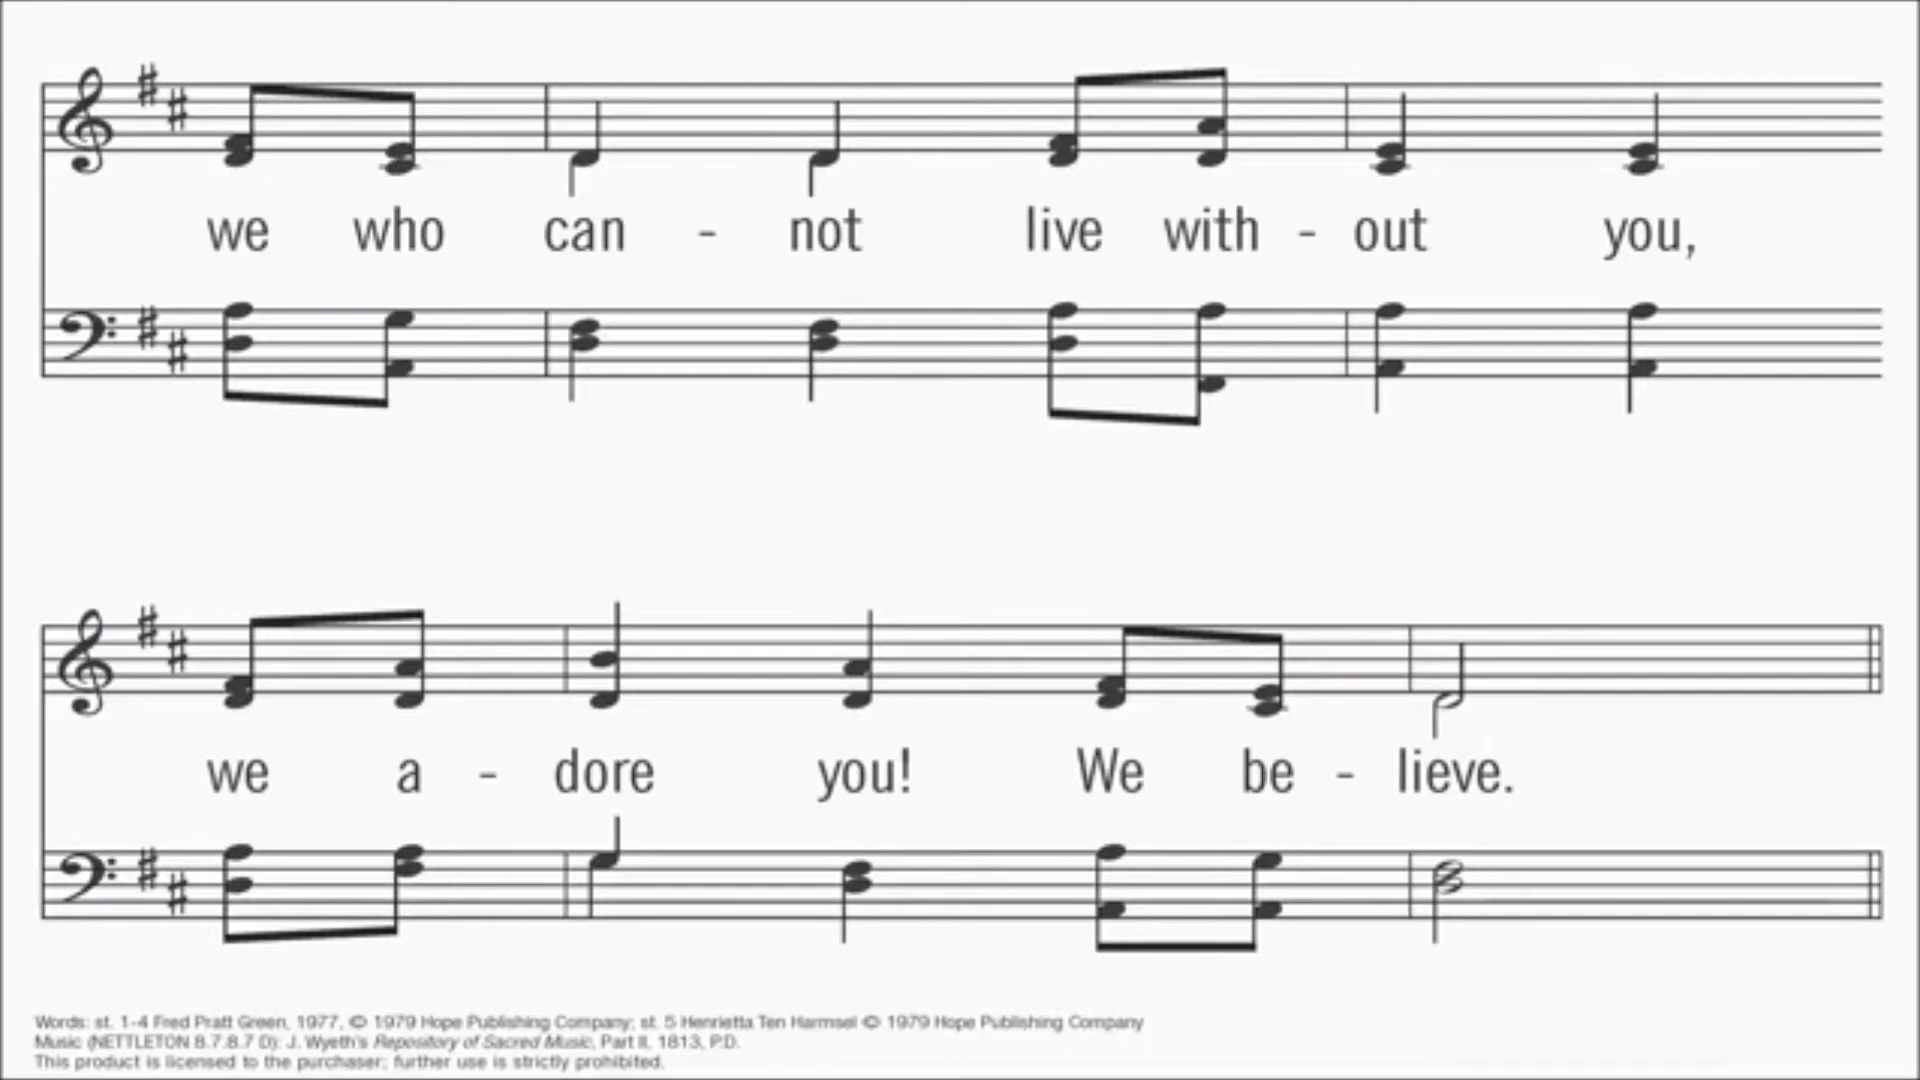 we who can - not live with - out you,
we a - dore you! We be - lieve.
Words: st. 1-4 Fred Pratt Green, 1977, © 1979 Hope Publishing Company; st. 5 Henrietta Ten Harmsel © 1979 Hope Publishing Company
Music (NETTLETON 8.7.8.7 D): J. Wyeth's Repository of Sacred Music, Part II, 1813, P.D.
This product is licensed to the purchaser; further use is strictly prohibited.